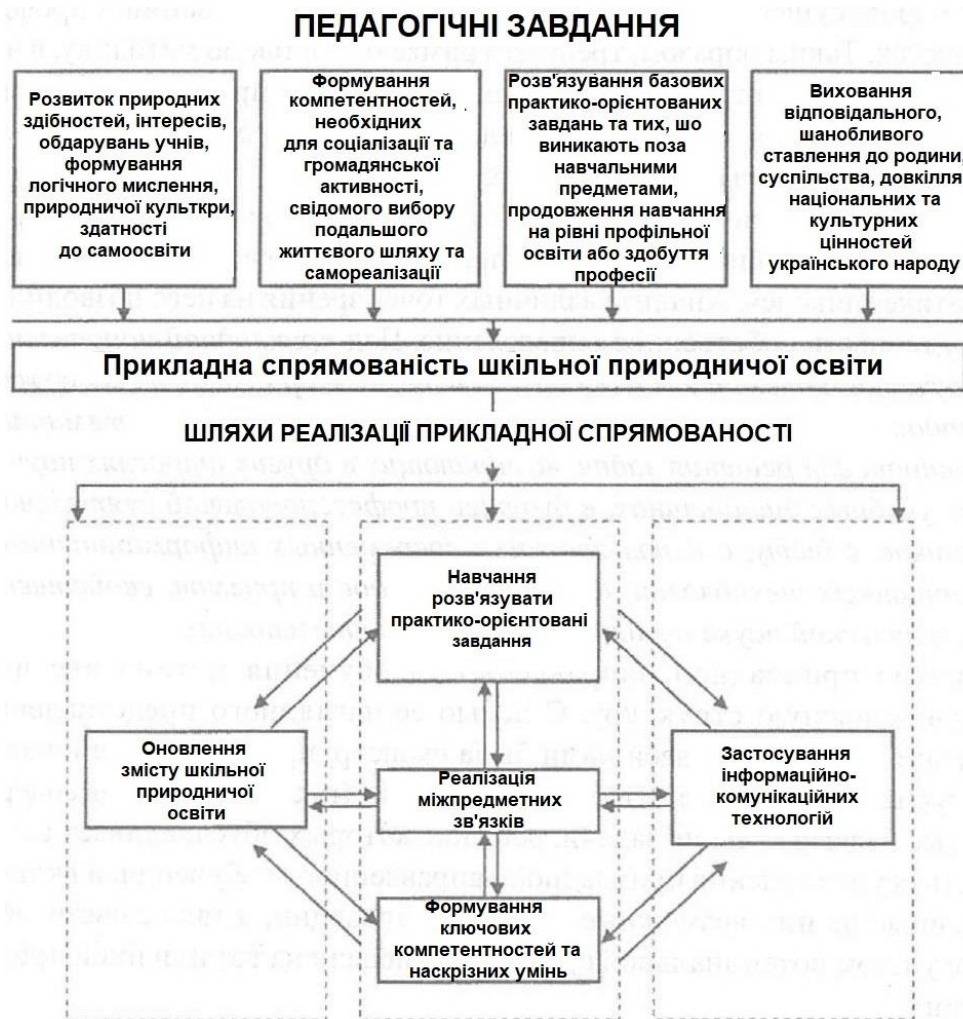 ПЕДАГОГІЧНІ ЗАВДАННЯ
Розвиток природних
здібностей, інтересів,
обдарувань учнів,
формування
логічного мислення,
природничої культкри,
здатності
до самоосвіти
Формування
компетентностей,
необхідних
для соціалізації та
громадянської
активності,
свідомого вибору
подальшого
життєвого шляху та
самореалізації
Розв'язування базових
практико-орієнтованих
завдань та тих, шо
виникають поза
навчальними
предметами,
продовження навчання
на рівні профільної
освіти або здобуття
професії
Виховання
відповідального,
шанобливого
ставлення до родини,
суспільства, довкілля
національних та
культурних
цінностей
українського народу
Прикладна спрямованість шкільної природничої освіти
ШЛЯХИ РЕАЛІЗАЦІЇ ПРИКЛАДНОЇ СПРЯМОВАНОСТІ
Навчання
розв'язувати
практико-орієнтовані
завдання
Оновлення
змісту шкільної
природничої
освіти
Реалізація
міжпредметних
зв'язків
Застосування
інформаційно-
комунікаційних
технологій
Формування
ключових
компетентностей та
наскрізних умінь